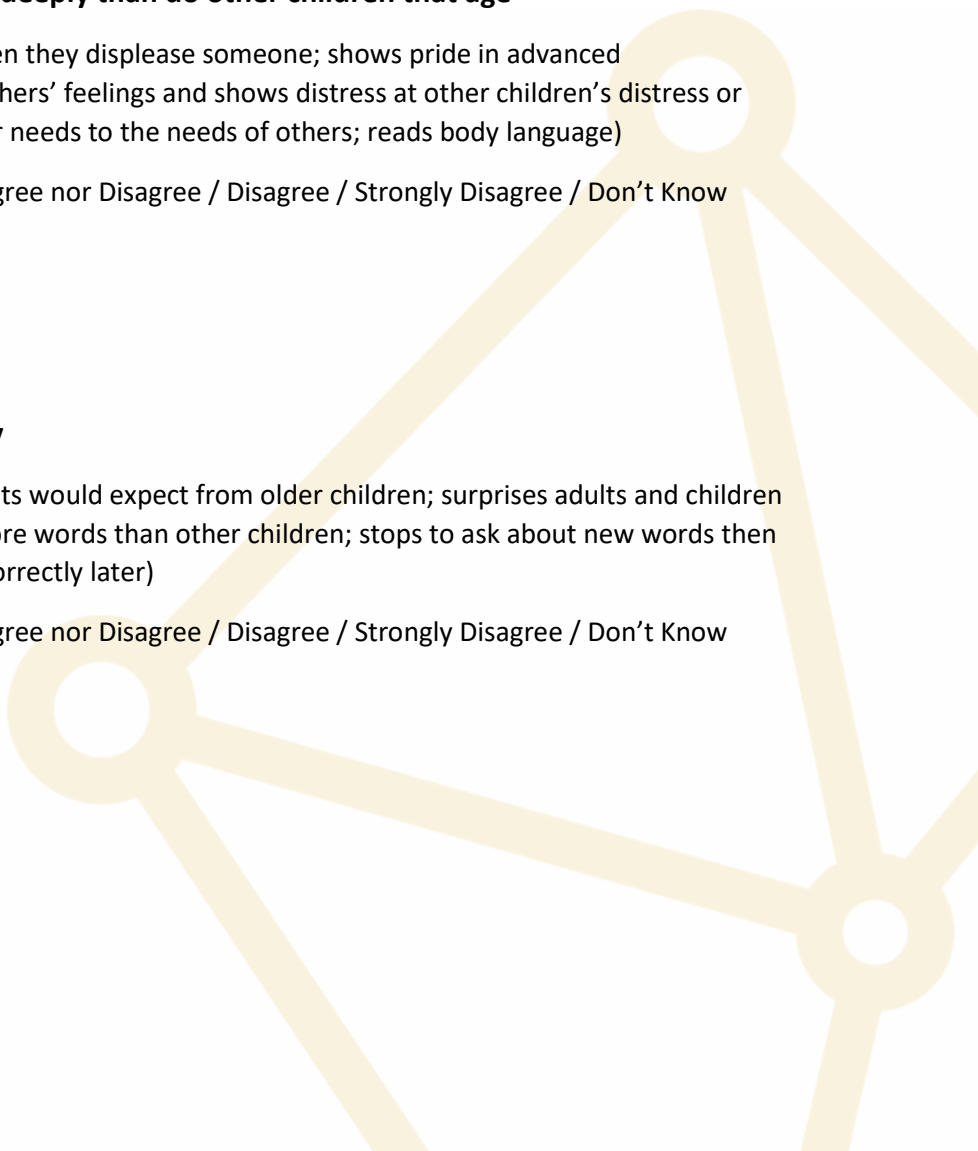 deeply than do other children that age
en they displease someone; shows pride in advanced
hers’ feelings and shows distress at other children’s distress or
r needs to the needs of others; reads body language)
gree nor Disagree / Disagree / Strongly Disagree / Don’t Know
y
ts would expect from older children; surprises adults and children
ore words than other children; stops to ask about new words then
orrectly later)
gree nor Disagree / Disagree / Strongly Disagree / Don’t Know